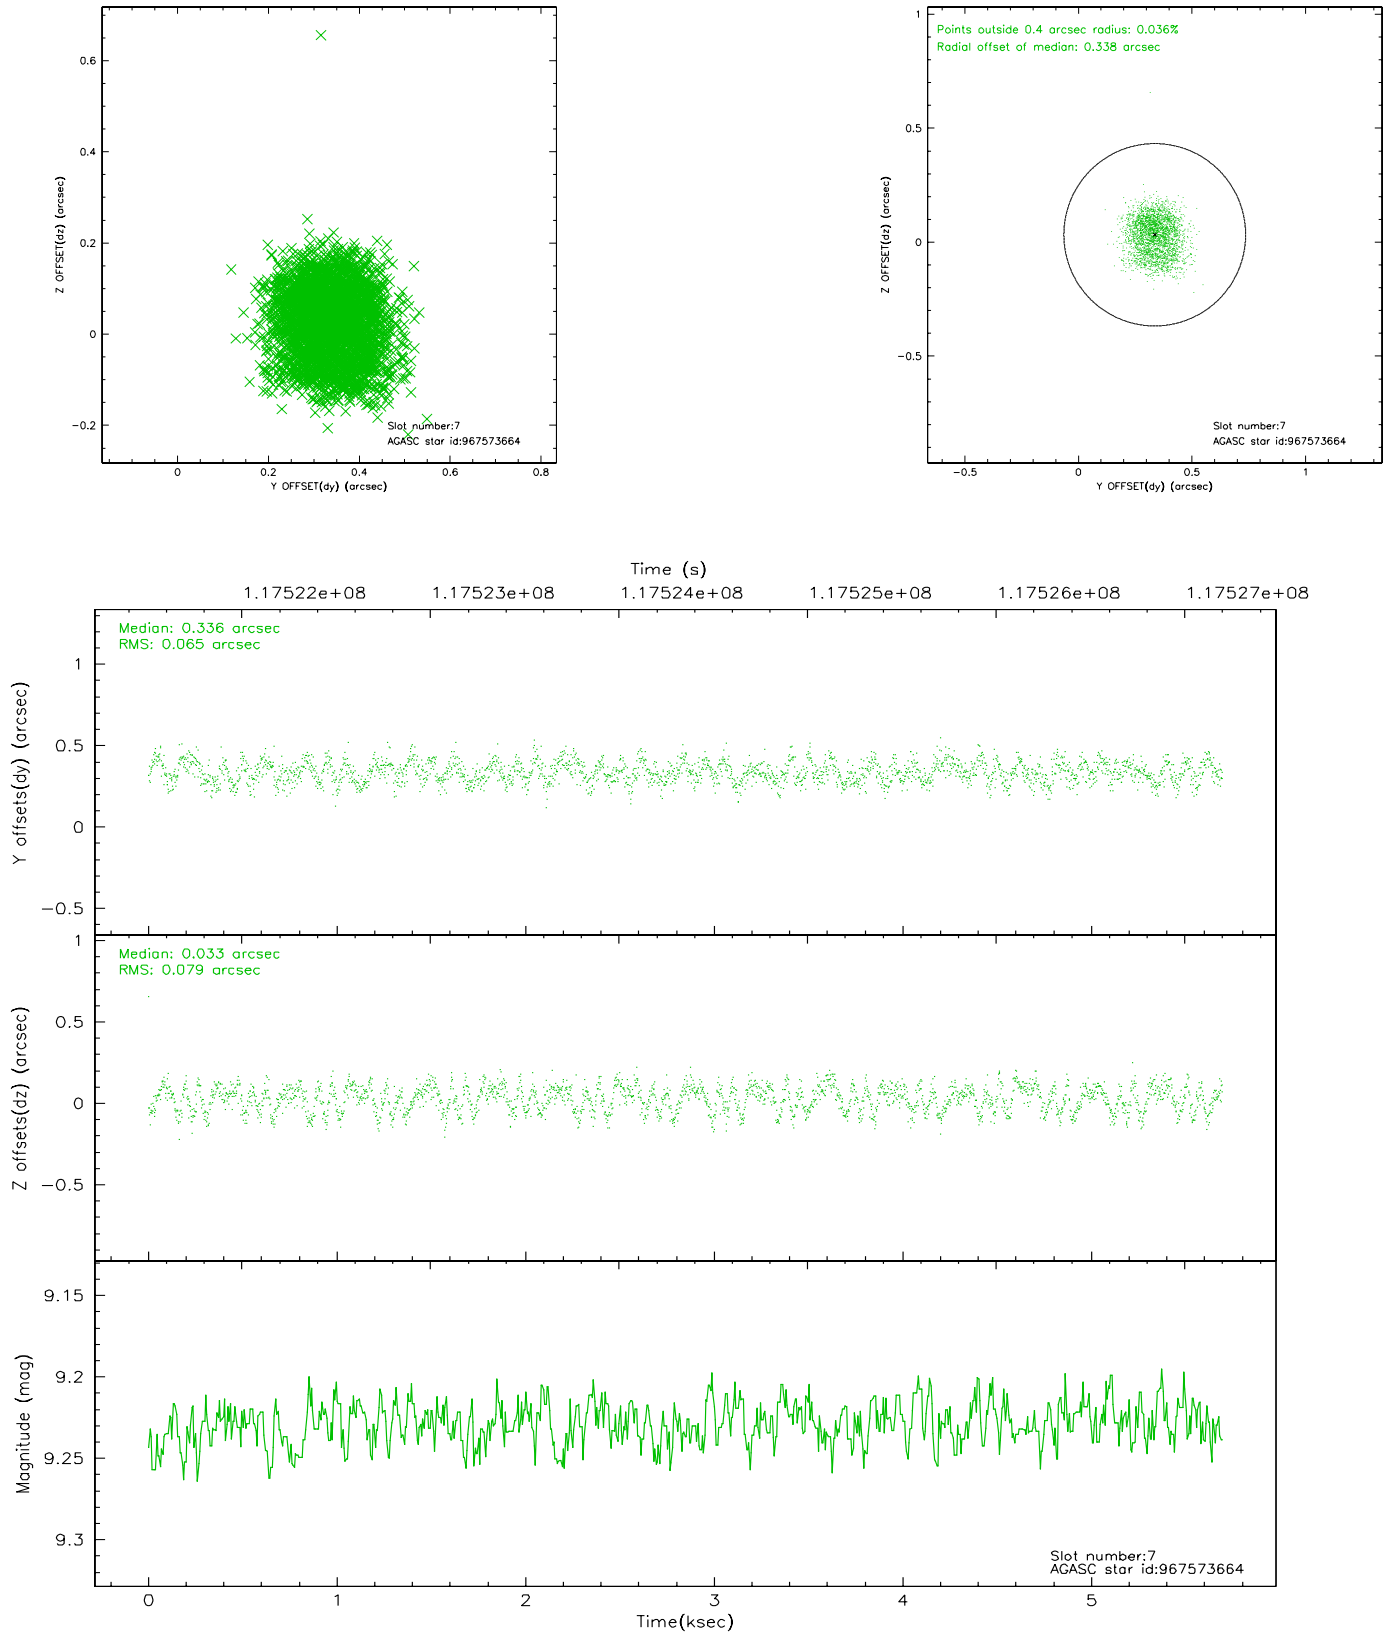 0.6
0.4
0.2
0
−0.2
Z OFFSET(dz) (arcsec)
0
0.2
0.4
0.6
0.8
Y OFFSET(dy) (arcsec)
Slot number:7
AGASC star id:967573664
Points outside 0.4 arcsec radius: 0.036%
Radial offset of median: 0.338 arcsec
1
0.5
0
−0.5
Z OFFSET(dz) (arcsec)
−0.5
0
0.5
1
Y OFFSET(dy) (arcsec)
Slot number:7
AGASC star id:967573664
Time (s)
1.17522e+08
1.17523e+08
1.17524e+08
1.17525e+08
1.17526e+08
1.17527e+08
Median: 0.336 arcsec
RMS: 0.065 arcsec
1
0.5
0
−0.5
Y offsets(dy) (arcsec)
Median: 0.033 arcsec
RMS: 0.079 arcsec
1
0.5
0
−0.5
Z offsets(dz) (arcsec)
9.15
9.2
9.25
9.3
Magnitude (mag)
Slot number:7
AGASC star id:967573664
0
1
2
3
4
5
Time(ksec)